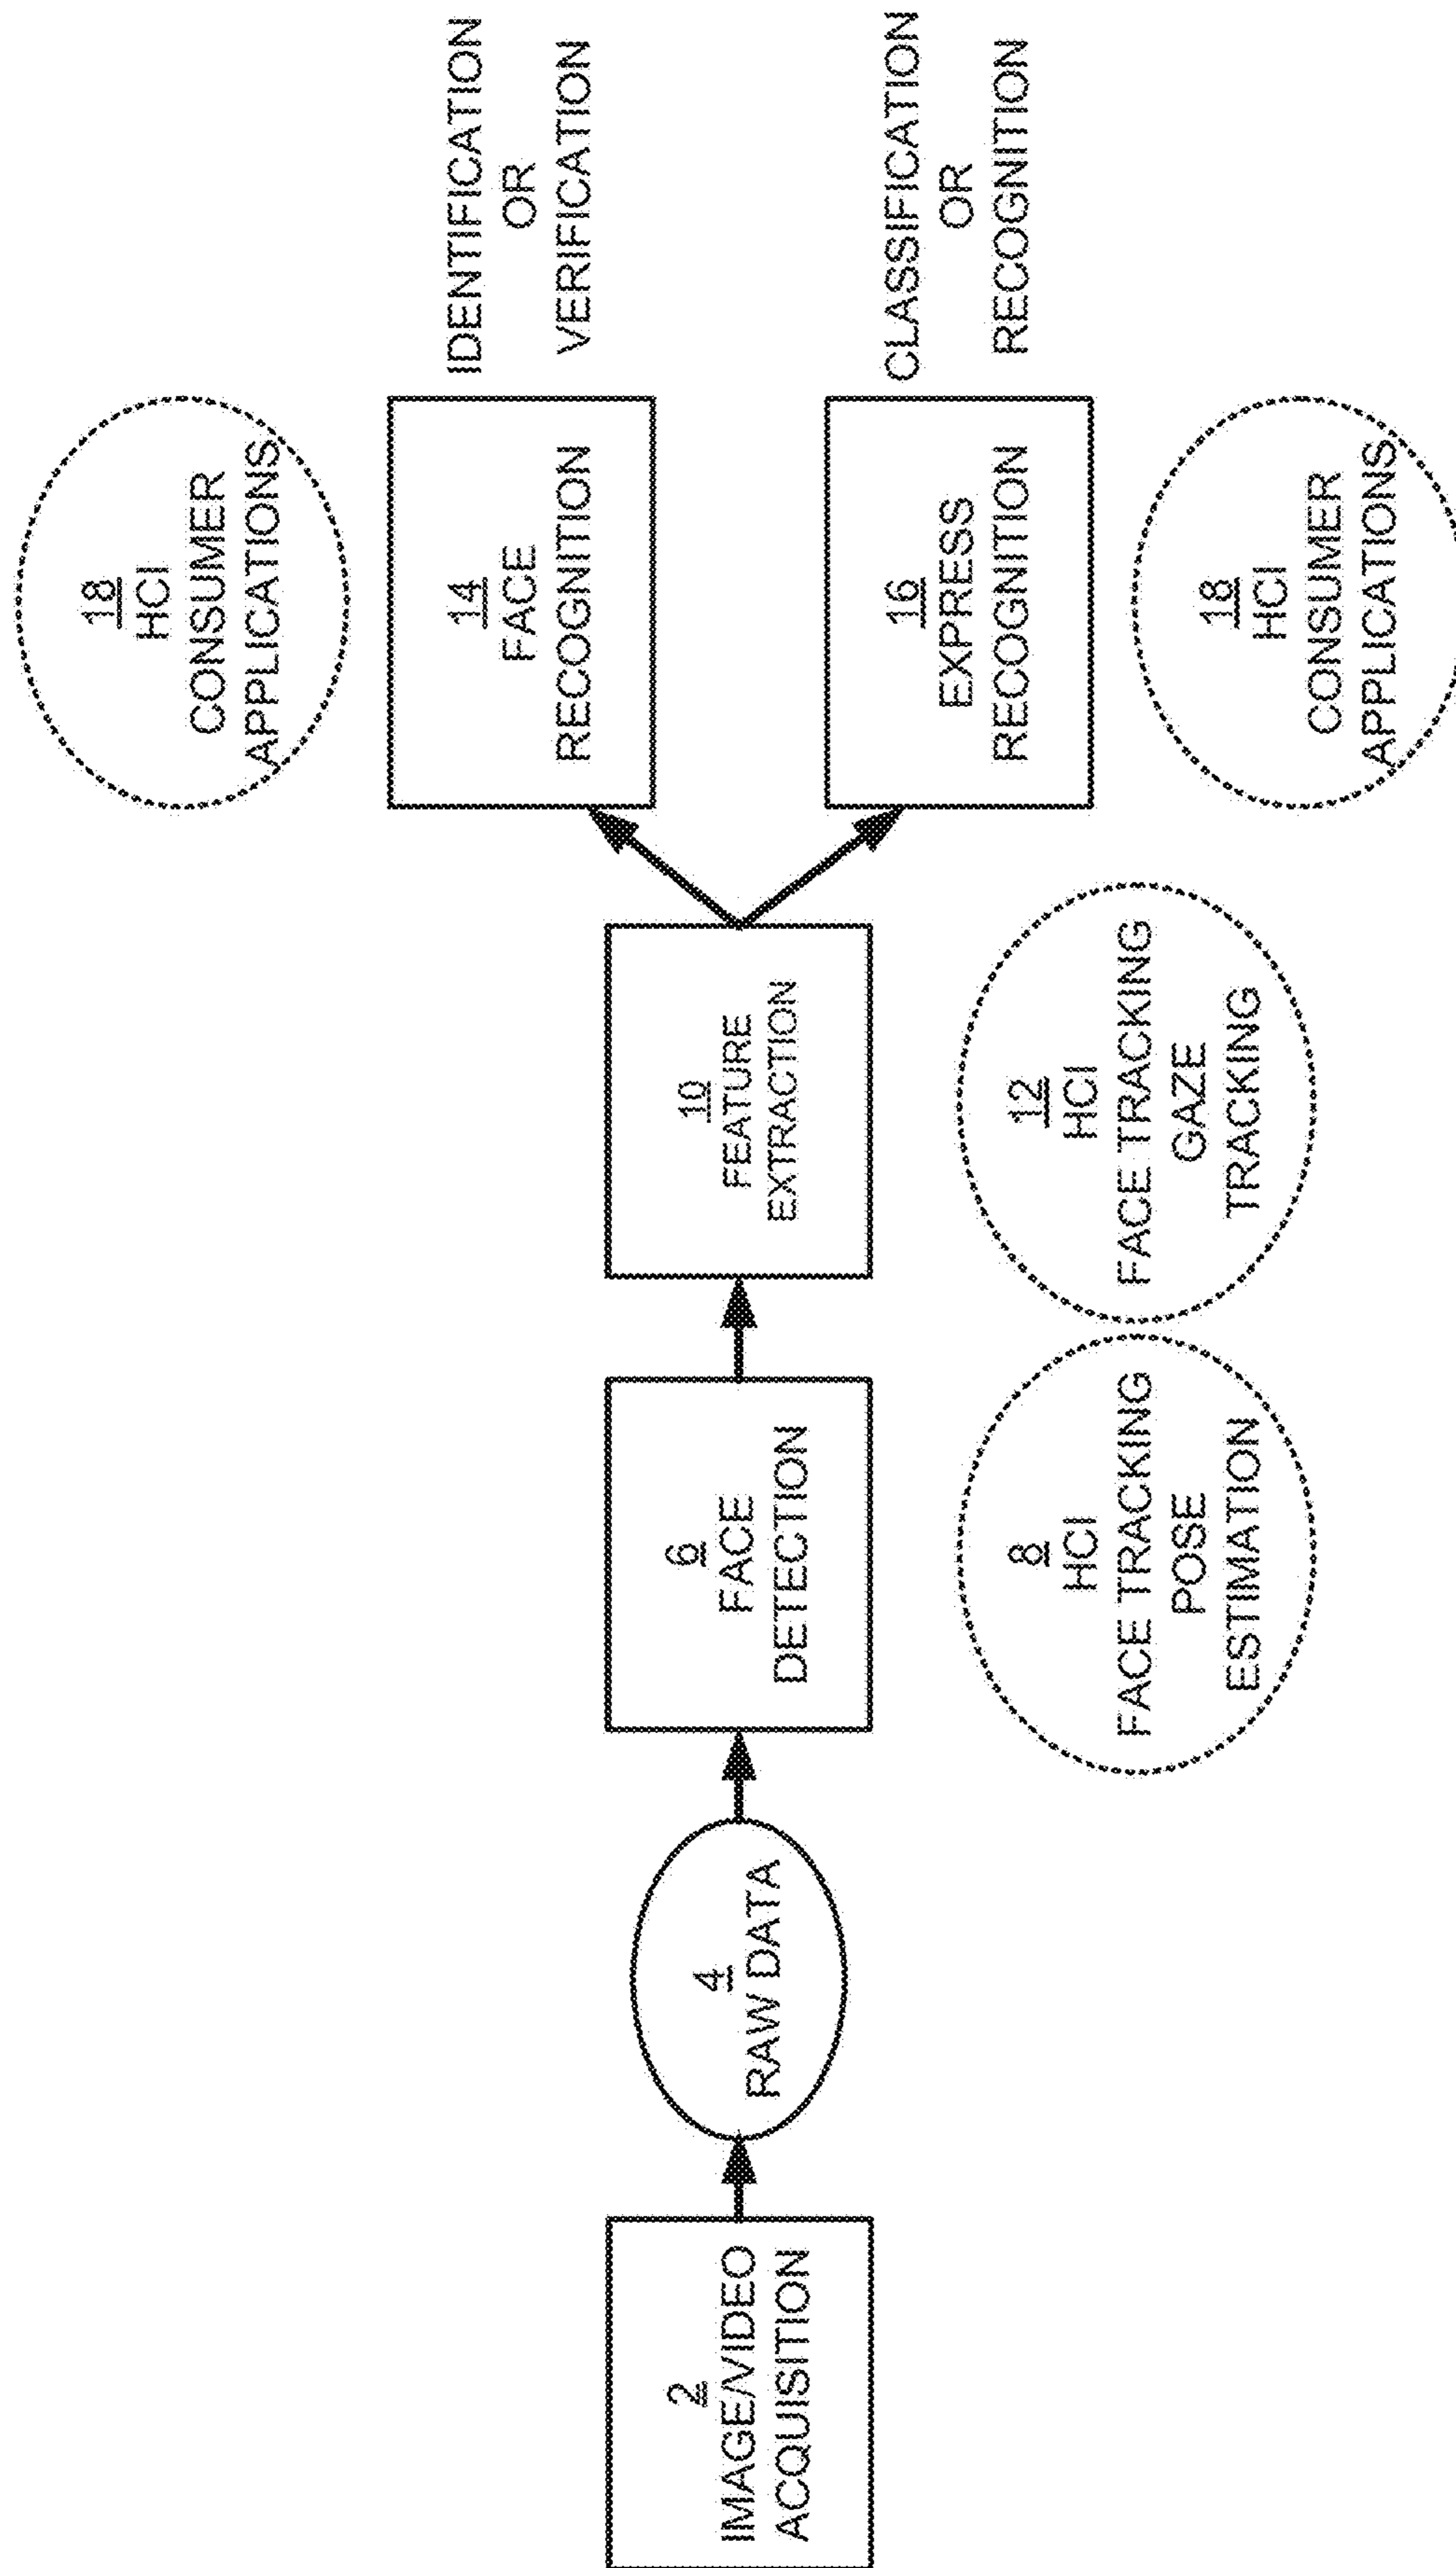 2
IMAGE/VIDEO
ACQUISITION
4
RAW DATA
6
FACE
DETECTION
8
HCI
FACE TRACKING
POSE
ESTIMATION
10
FEATURE
EXTRACTION
12
HCI
FACE TRACKING
GAZE
TRACKING
18
HCI
CONSUMER
APPLICATIONS
14
FACE
RECOGNITION
IDENTIFICATION
OR
VERIFICATION
16
EXPRESS
RECOGNITION
CLASSIFICATION
OR
RECOGNITION
18
HCI
CONSUMER
APPLICATIONS